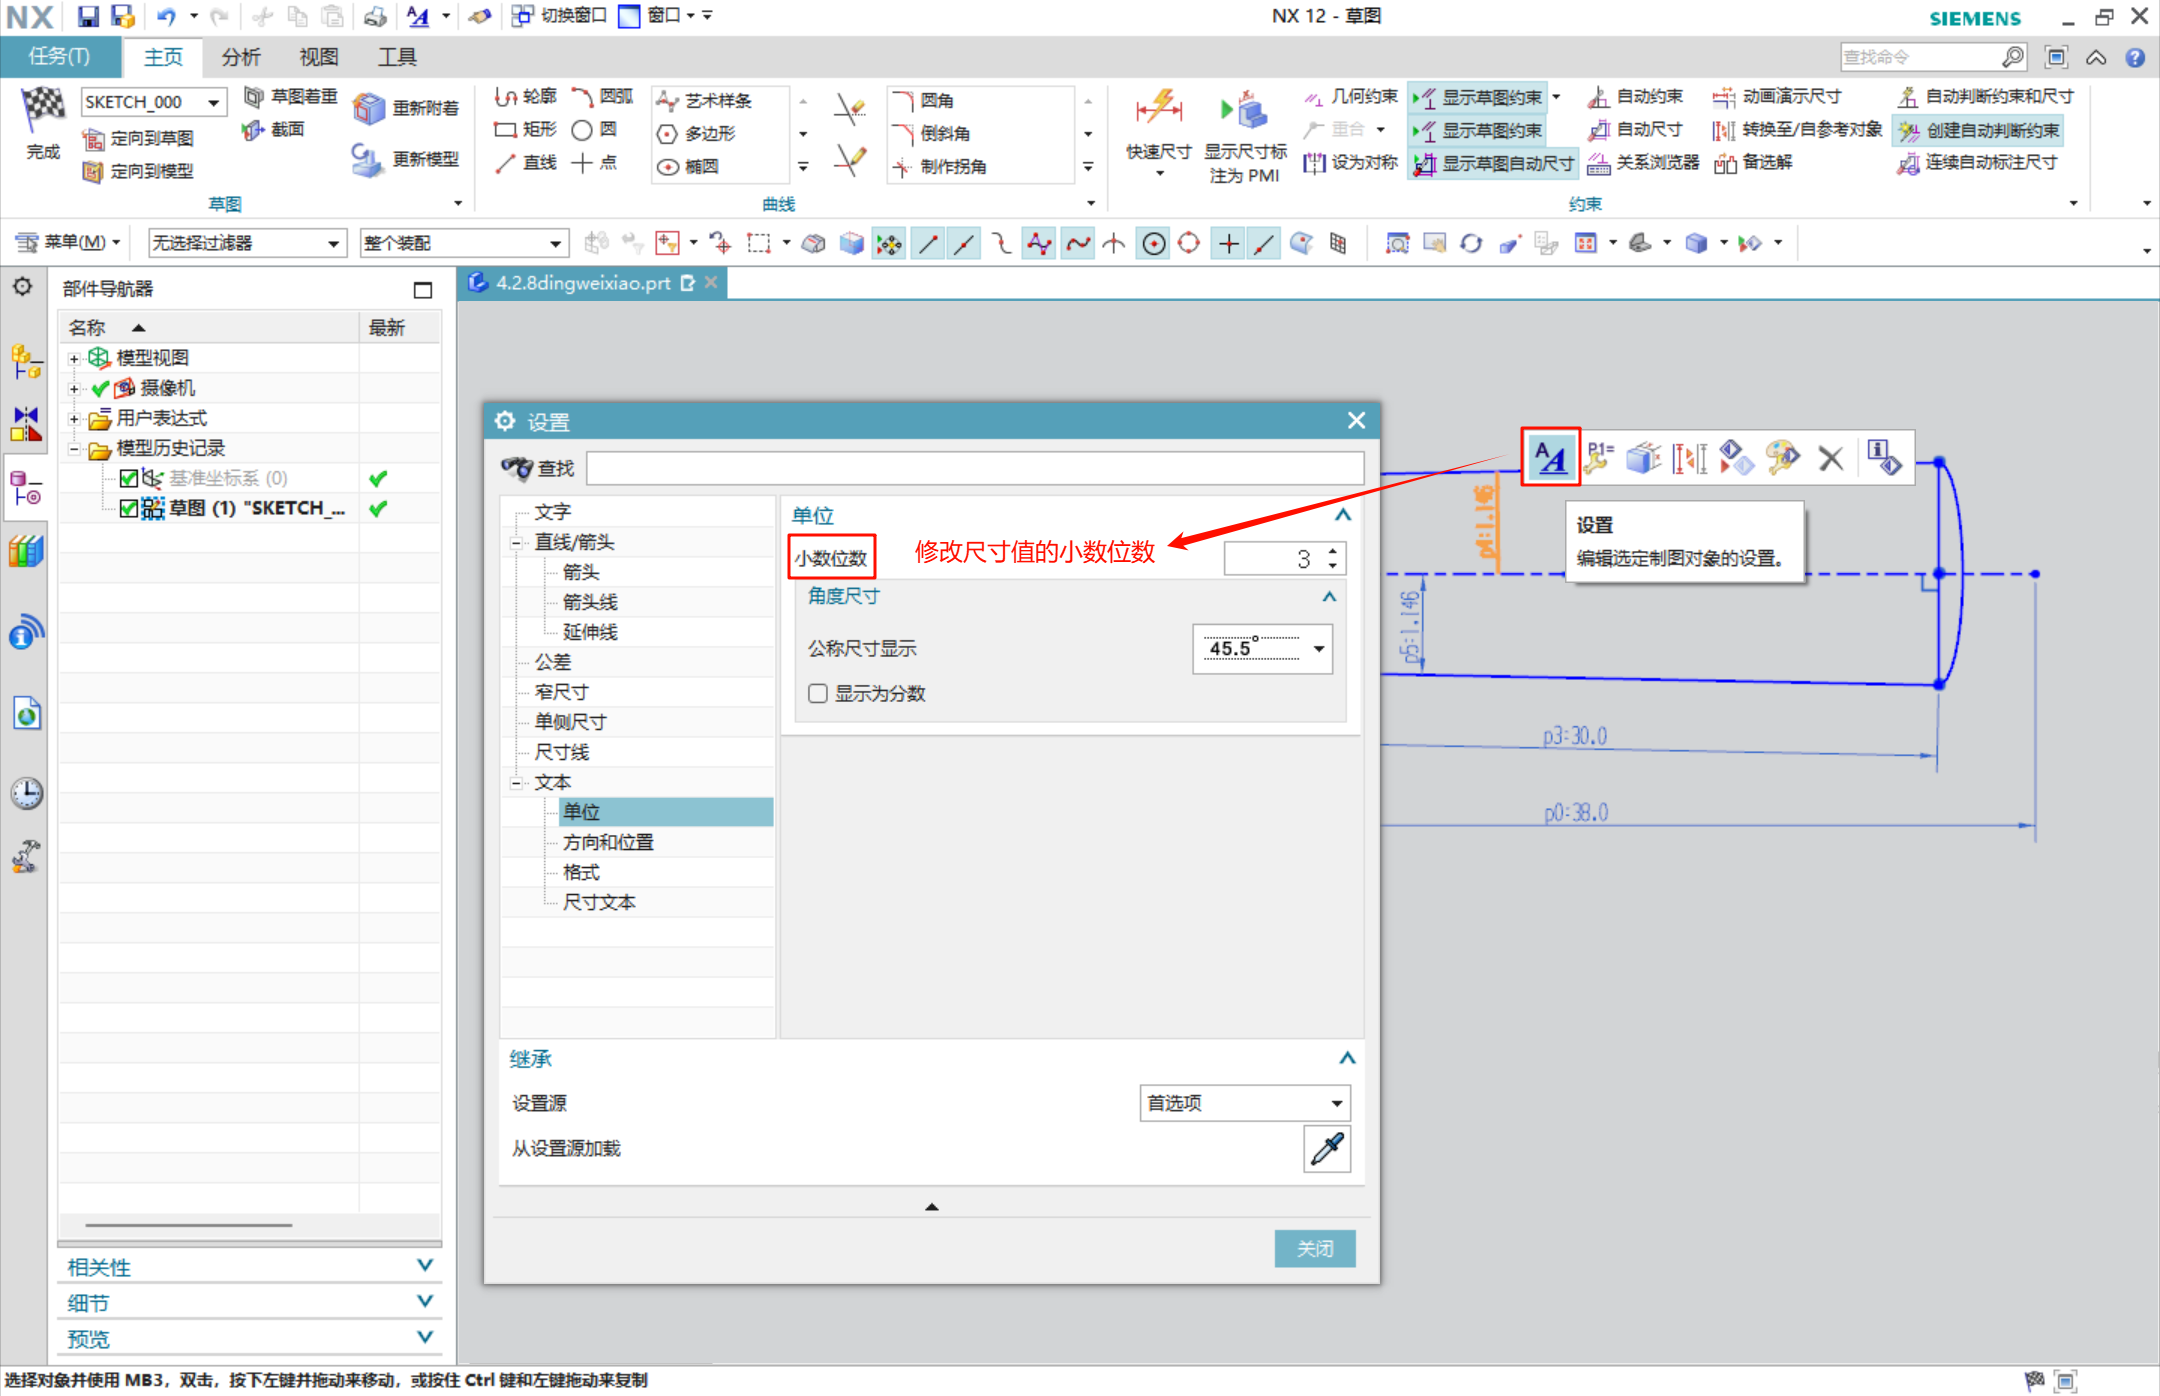 NX 切换窗口 窗口 NX 12 - 草图 SIEMENS
任务(T) 主页 分析 视图 工具 查找命令
完成 SKETCH_000 定向到草图 定向到模型 草图着重 截面 重新附着 更新模型
草图
轮廓 圆弧 矩形 圆 直线 点 艺术样条 多边形 椭圆 圆角 倒斜角 制作拐角
曲线
快速尺寸 显示尺寸标注为 PMI 几何约束 重合 设为对称 显示草图约束 显示草图约束 显示草图自动尺寸 自动约束 自动尺寸 关系浏览器 动画演示尺寸 转换至/自参考对象 备选解 自动判断约束和尺寸 创建自动判断约束 连续自动标注尺寸
约束
菜单(M) 无选择过滤器 整个装配
部件导航器
4.2.8dingweixiao.prt
名称 最新
模型视图
摄像机
用户表达式
模型历史记录
基准坐标系 (0)
草图 (1) "SKETCH_...
相关性
细节
预览
设置
查找
文字
直线/箭头
箭头
箭头线
延伸线
公差
窄尺寸
单侧尺寸
尺寸线
文本
单位
方向和位置
格式
尺寸文本
单位
小数位数 修改尺寸值的小数位数 3
角度尺寸
公称尺寸显示 45.5°
显示为分数
继承
设置源 首选项
从设置源加载
关闭
P1=
设置
编辑选定制图对象的设置。
p4:1.146
p5:1.146
p3:30.0
p0:38.0
选择对象并使用 MB3，双击，按下左键并拖动来移动，或按住 Ctrl 键和左键拖动来复制